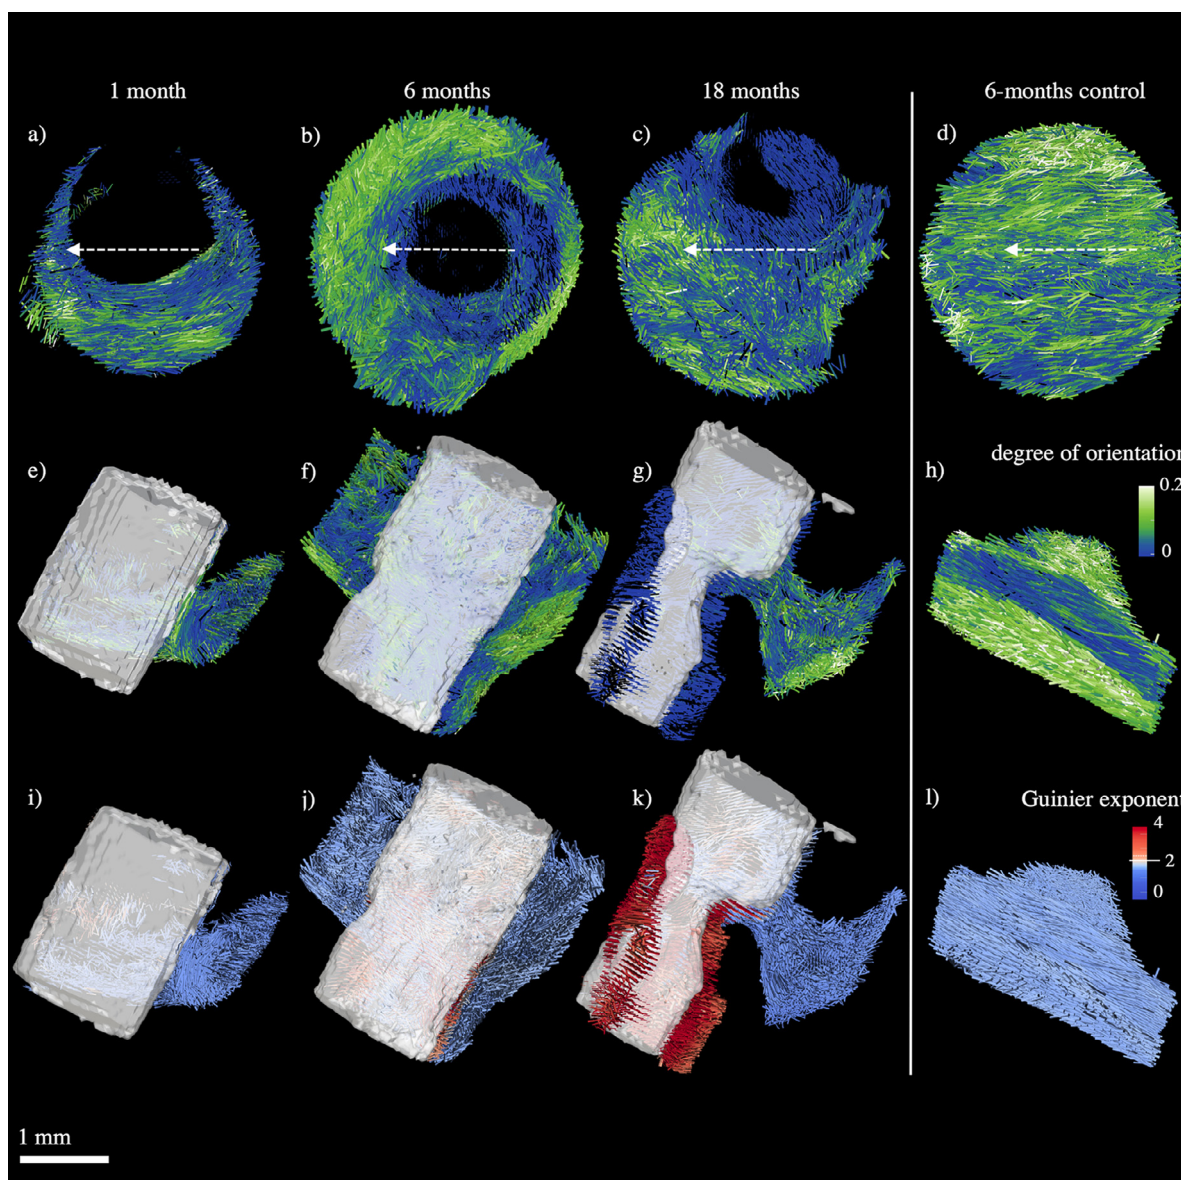 1 month 6 months 18 months 6-months control
a) b) c) d)
e) f) g) h) degree of orientation
0.2
0
i) j) k) l) Guinier exponent
4
2
0
1 mm